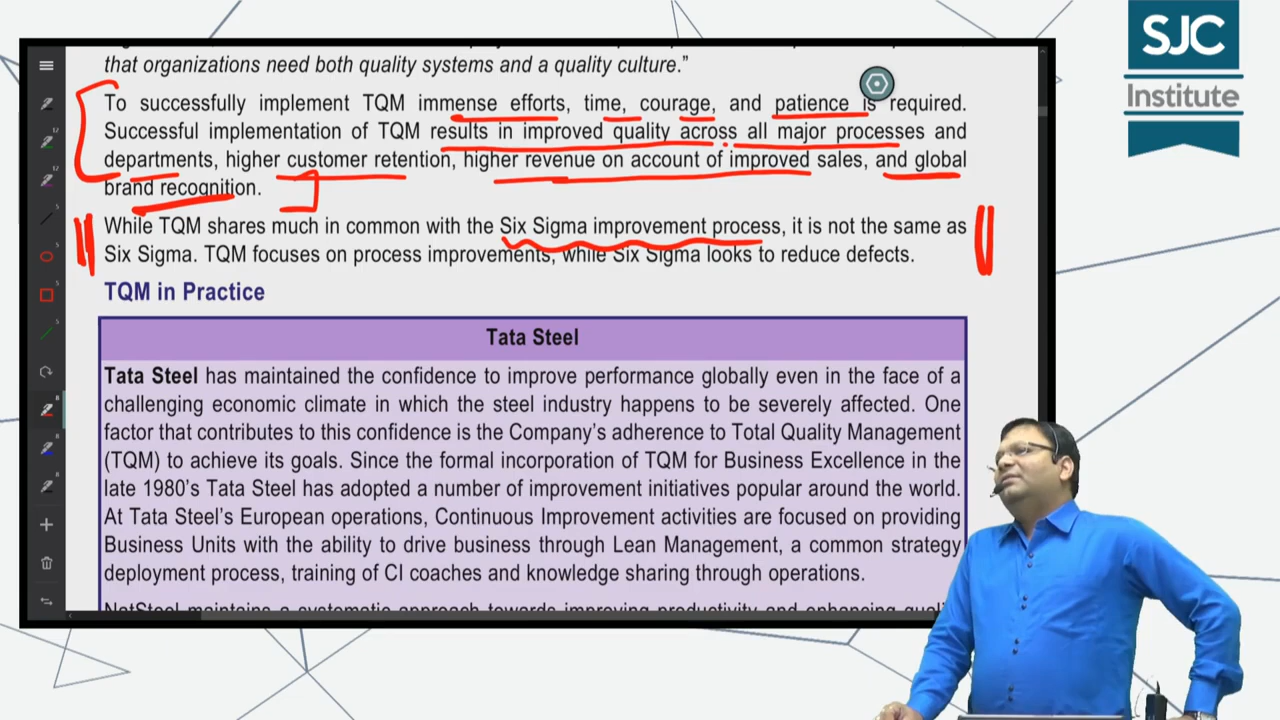 that organizations need both quality systems and a quality culture.”
To successfully implement TQM immense efforts, time, courage, and patience is required.
Successful implementation of TQM results in improved quality across all major processes and
departments, higher customer retention, higher revenue on account of improved sales, and global
brand recognition.
While TQM shares much in common with the Six Sigma improvement process, it is not the same as
Six Sigma. TQM focuses on process improvements, while Six Sigma looks to reduce defects.
TQM in Practice
Tata Steel
Tata Steel has maintained the confidence to improve performance globally even in the face of a
challenging economic climate in which the steel industry happens to be severely affected. One
factor that contributes to this confidence is the Company’s adherence to Total Quality Management
(TQM) to achieve its goals. Since the formal incorporation of TQM for Business Excellence in the
late 1980’s Tata Steel has adopted a number of improvement initiatives popular around the world.
At Tata Steel’s European operations, Continuous Improvement activities are focused on providing
Business Units with the ability to drive business through Lean Management, a common strategy
deployment process, training of CI coaches and knowledge sharing through operations.
NatSteel maintains a systematic approach towards improving productivity and enhancing
SJC
Institute